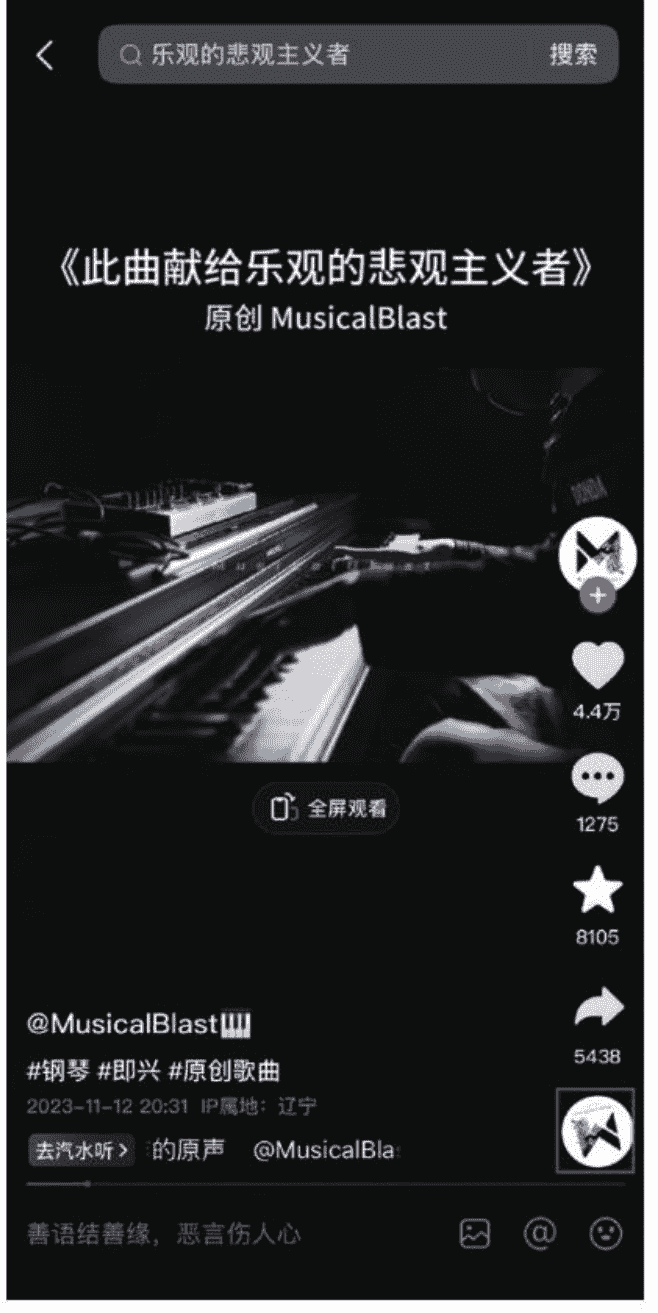 乐观的悲观主义者 搜索
《此曲献给乐观的悲观主义者》
原创 MusicalBlast
DONDA
MusicalBlast
4.4万
全屏观看
1275
8105
5438
@MusicalBlast🎹
#钢琴 #即兴 #原创歌曲
2023-11-12 20:31 IP属地：辽宁
去汽水听> 的原声 @MusicalBla
善语结善缘，恶言伤人心